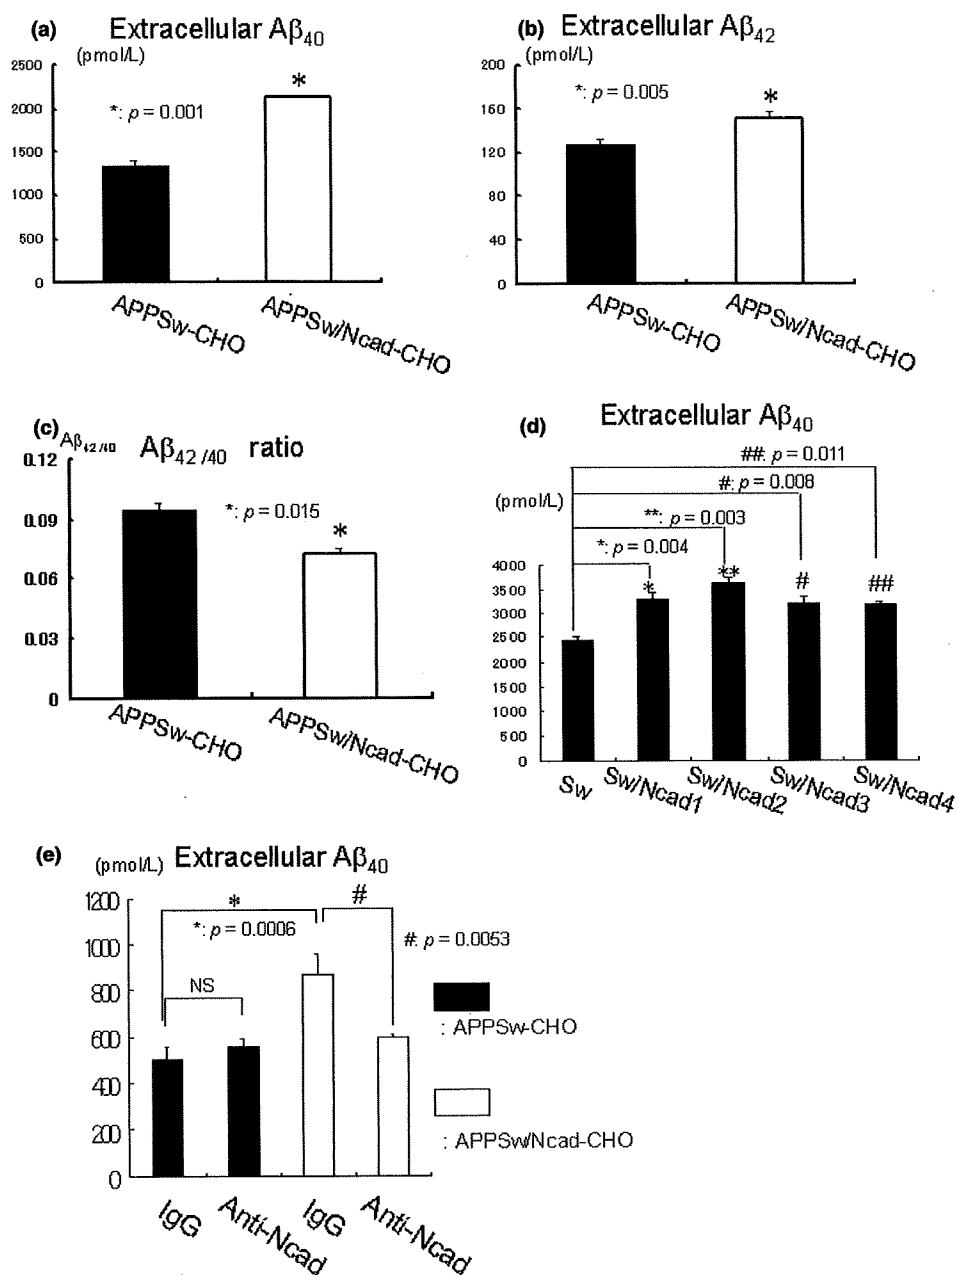 (a) Extracellular Aβ40
(pmol/L)
2500
2000
1500
1000
500
0
*: p = 0.001
*
APPSw-CHO
APPSw/Ncad-CHO
(b) Extracellular Aβ42
(pmol/L)
200
160
120
80
40
0
*: p = 0.005
*
APPSw-CHO
APPSw/Ncad-CHO
(c) Aβ42/40 Aβ42/40 ratio
0.12
0.09
0.06
0.03
0
*: p = 0.015
*
APPSw-CHO
APPSw/Ncad-CHO
(d) Extracellular Aβ40
(pmol/L)
##: p = 0.011
#: p = 0.008
**: p = 0.003
*: p = 0.004
4000
3500
3000
2500
2000
1500
1000
500
0
*
**
#
##
Sw
Sw/Ncad1
Sw/Ncad2
Sw/Ncad3
Sw/Ncad4
(e) (pmol/L) Extracellular Aβ40
1200
1000
800
600
400
200
0
*
*: p = 0.0006
#
#: p = 0.0053
NS
IgG
Anti-Ncad
IgG
Anti-Ncad
: APPSw-CHO
: APPSw/Ncad-CHO